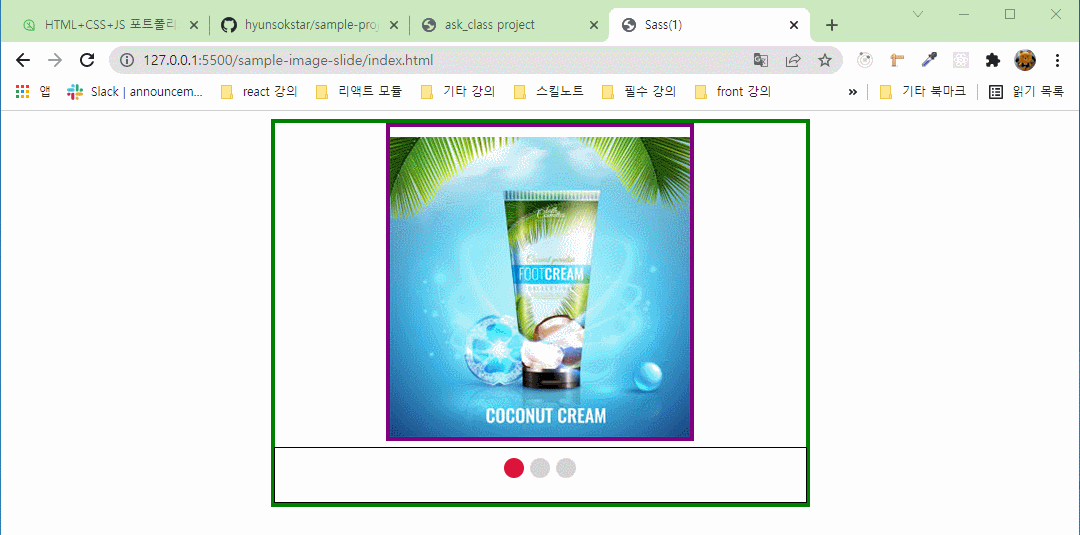 HTML+CSS+JS 포트폴리
hyunsokstar/sample-proj
ask_class project
Sass(1)
127.0.0.1:5500/sample-image-slide/index.html
앱
Slack | announcem...
react 강의
리액트 모듈
기타 강의
스킬노트
필수 강의
front 강의
»
기타 북마크
읽기 목록
FOOTCREAM
COCONUT CREAM